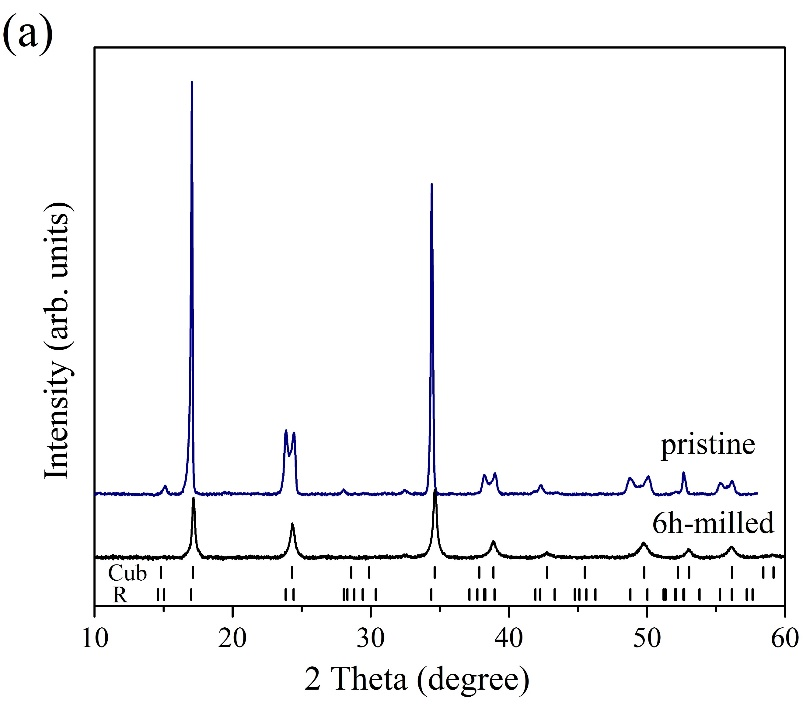 (a)
Intensity (arb. units)
pristine
6h-milled
Cub
R
10 20 30 40 50 60
2 Theta (degree)